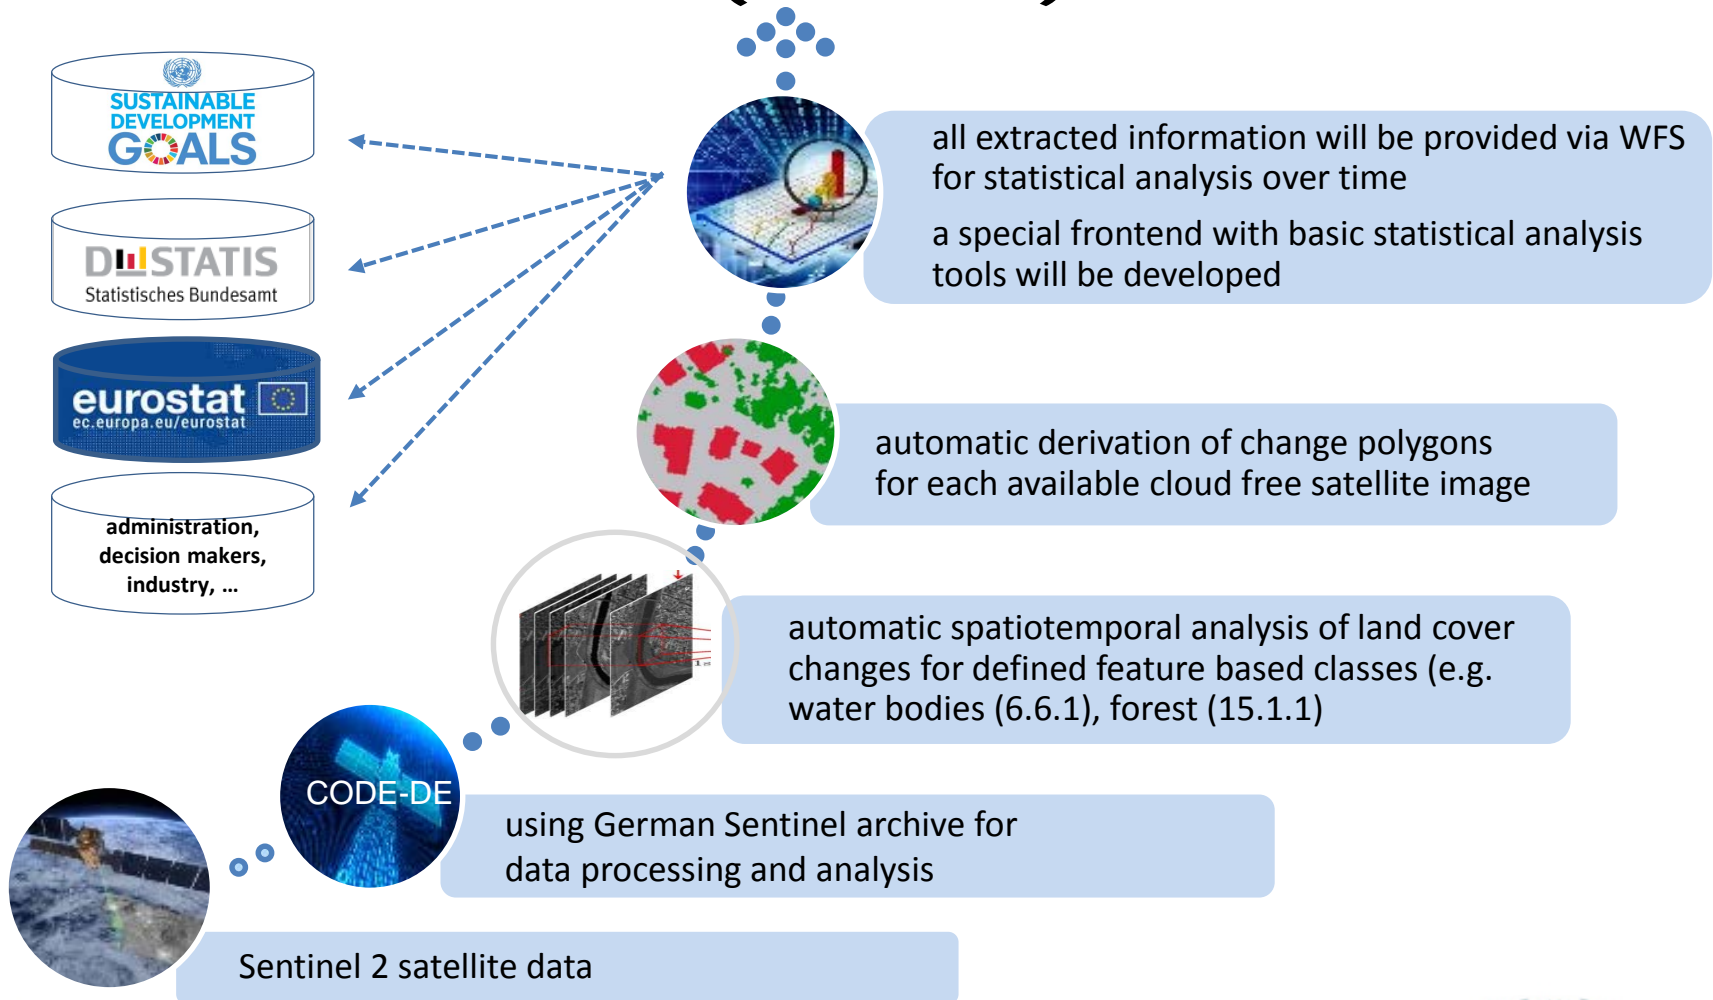 SUSTAINABLE
DEVELOPMENT
GOALS
DESTATIS
Statistisches Bundesamt
eurostat
ec.europa.eu/eurostat
administration,
decision makers,
industry, ...
all extracted information will be provided via WFS
for statistical analysis over time
a special frontend with basic statistical analysis
tools will be developed
automatic derivation of change polygons
for each available cloud free satellite image
automatic spatiotemporal analysis of land cover
changes for defined feature based classes (e.g.
water bodies (6.6.1), forest (15.1.1)
CODE-DE
using German Sentinel archive for
data processing and analysis
Sentinel 2 satellite data